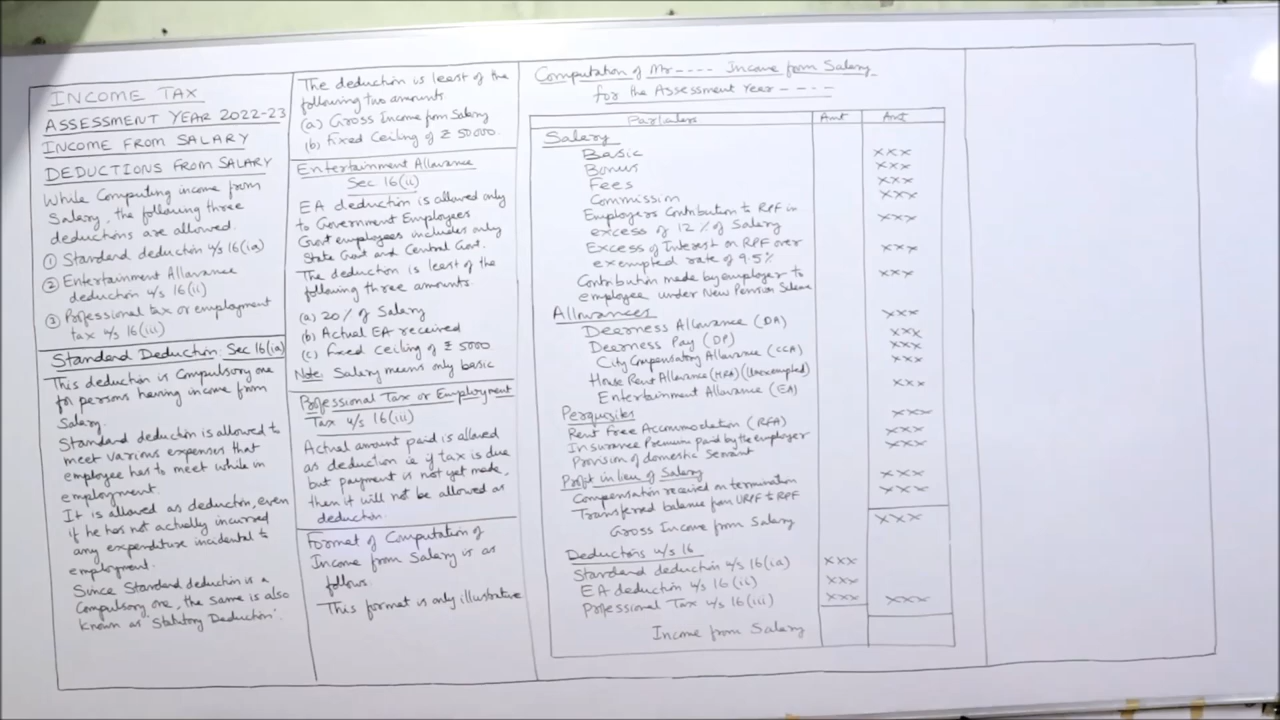 INCOME TAX
ASSESSMENT YEAR 2022-23
INCOME FROM SALARY
DEDUCTIONS FROM SALARY
While Computing income from
Salary, the following three
deductions are allowed.
① Standard deduction u/s 16(ia)
② Entertainment Allowance
deduction u/s 16(ii)
③ Professional tax or employment
tax u/s 16(iii)
Standard Deduction: Sec 16(ia)
This deduction is Compulsory one
for persons having income from
Salary.
Standard deduction is allowed to
meet various expenses that
employee has to meet while in
employment.
It is allowed as deduction, even
if he has not actually incurred
any expenditure incidental to
employment.
Since Standard deduction is a
Compulsory one, the same is also
known as 'Statutory Deduction'.
The deduction is least of the
following two amounts
(a) Gross Income from Salary
(b) Fixed Ceiling of ₹ 50000.
Entertainment Allowance
Sec 16(ii)
EA deduction is allowed only
to Government Employees
Govt employees includes only
State Govt and Central Govt.
The deduction is least of the
following three amounts.
(a) 20% of Salary
(b) Actual EA received
(c) Fixed Ceiling of ₹ 5000
Note: Salary means only basic
Professional Tax or Employment
Tax u/s 16(iii)
Actual amount paid is allowed
as deduction ie if tax is due
but payment is not yet made,
then it will not be allowed as
deduction.
Format of Computation of
Income from Salary is as
follows.
This format is only illustrative
Computation of Mr ---- Income from Salary
for the Assessment Year ----
Particulars Amt Amt
Salary
Basic xxx
Bonus xxx
Fees xxx
Commission xxx
Employers Contribution to RPF in
excess of 12% of Salary xxx
Excess of Interest on RPF over
exempted rate of 9.5% xxx
Contribution made by employer to
employee under New Pension Scheme xxx
Allowances
Dearness Allowance (DA) xxx
Dearness Pay (DP) xxx
City Compensatory Allowance (CCA) xxx
House Rent Allowance (HRA) (Unexempted) xxx
Entertainment Allowance (EA) xxx
Perquisites
Rent Free Accommodation (RFA) xxx
Insurance Premium paid by the employer xxx
Provision of domestic Servant xxx
Profit in lieu of Salary
Compensation received on termination xxx
Transferred balance from URPF to RPF xxx
Gross Income from Salary xxx
Deductions u/s 16
Standard deduction u/s 16(ia) xxx
EA deduction u/s 16(ii) xxx
Professional Tax u/s 16(iii) xxx xxx
Income from Salary